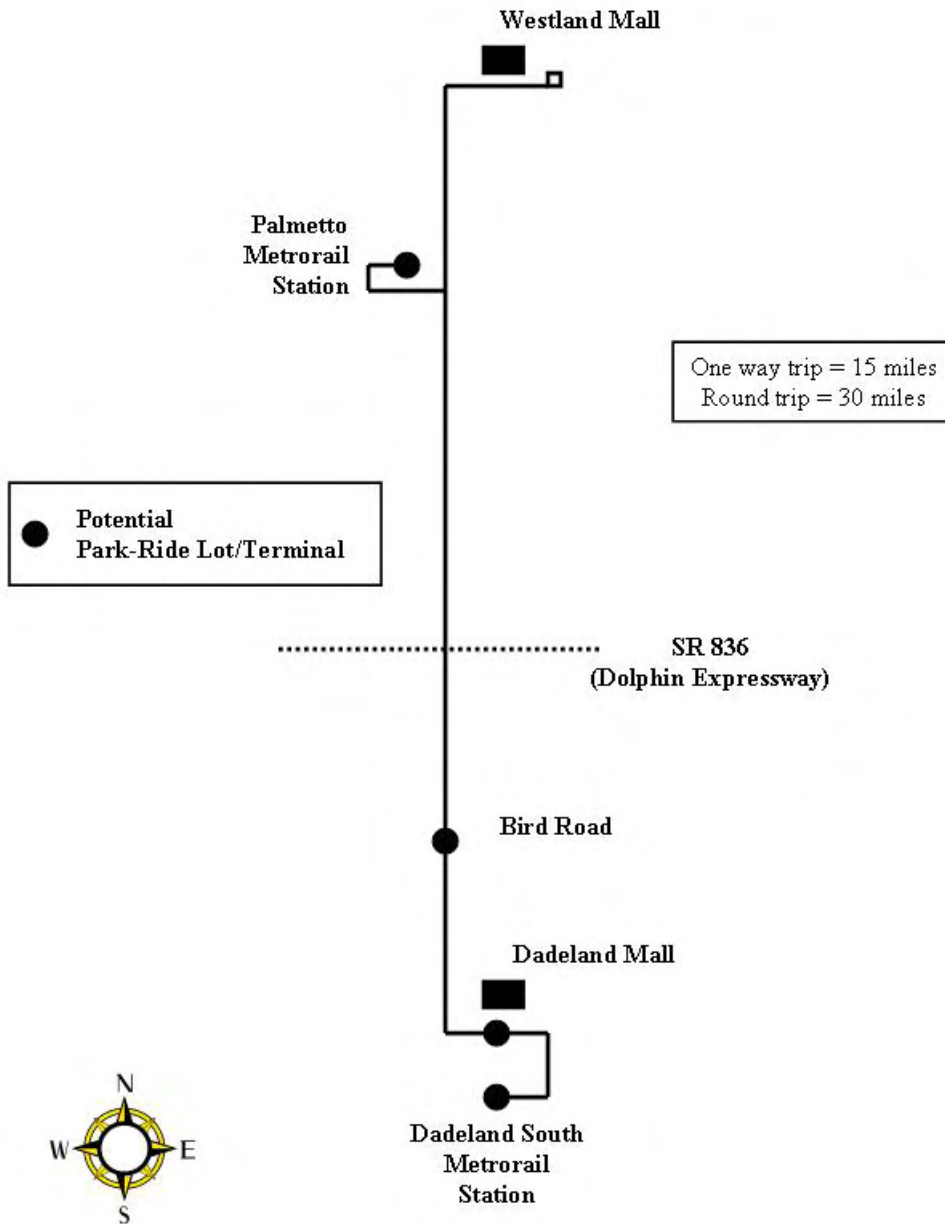 Westland Mall
Palmetto
Metrorail
Station
One way trip = 15 miles
Round trip = 30 miles
Potential
Park-Ride Lot/Terminal
SR 836
(Dolphin Expressway)
Bird Road
Dadeland Mall
N
W
E
S
Dadeland South
Metrorail
Station